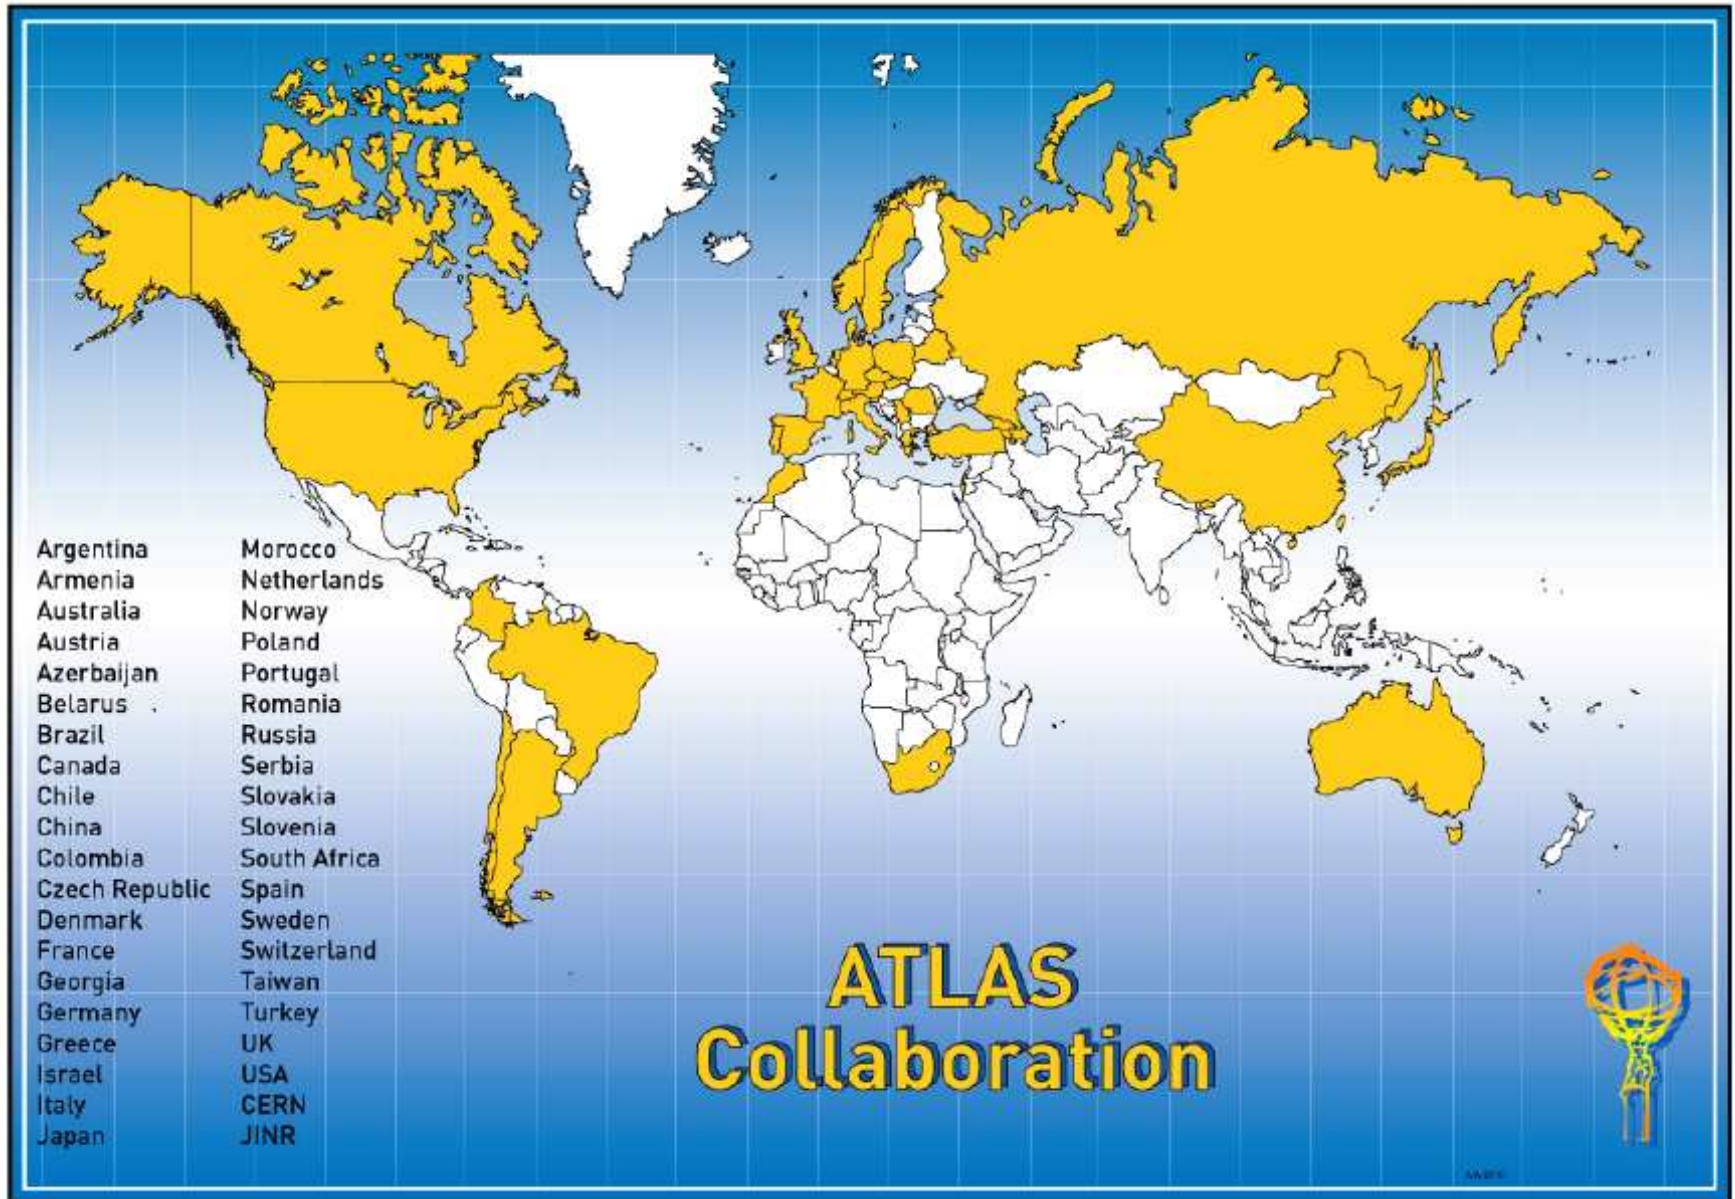 Argentina
Armenia
Australia
Austria
Azerbaijan
Belarus
Brazil
Canada
Chile
China
Colombia
Czech Republic
Denmark
France
Georgia
Germany
Greece
Israel
Italy
Japan
Morocco
Netherlands
Norway
Poland
Portugal
Romania
Russia
Serbia
Slovakia
Slovenia
South Africa
Spain
Sweden
Switzerland
Taiwan
Turkey
UK
USA
CERN
JINR
ATLAS
Collaboration